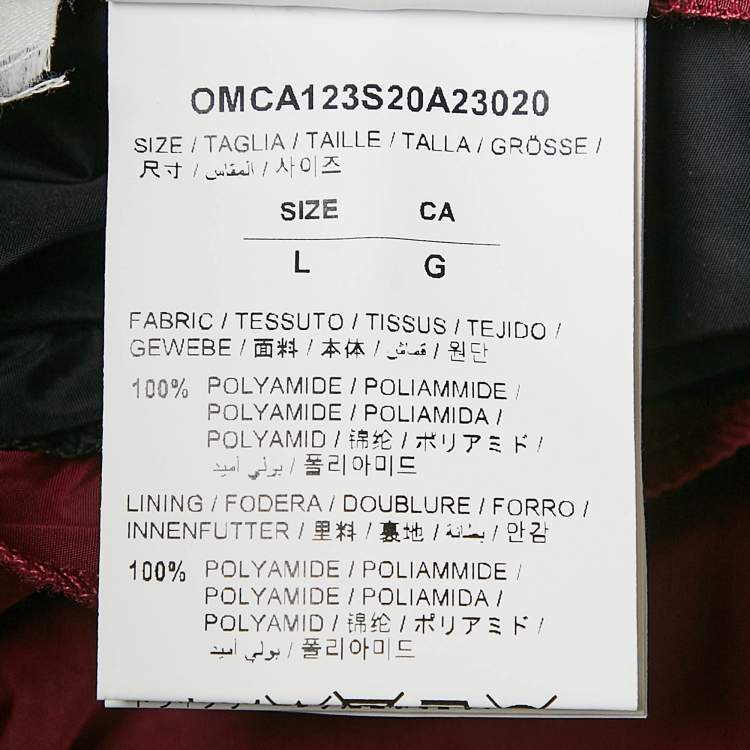 OMCA123S20A23020
SIZE / TAGLIA / TAILLE / TALLA / GRÖSSE /
尺寸 / المقاس / 사이즈
SIZE CA
L G
FABRIC / TESSUTO / TISSUS / TEJIDO /
GEWEBE / 面料 / 本体 / قماش / 원단
100% POLYAMIDE / POLIAMMIDE /
POLYAMIDE / POLIAMIDA /
POLYAMID / 锦纶 / ポリアミド /
بولي أميد / 폴리아미드
LINING / FODERA / DOUBLURE / FORRO /
INNENFUTTER / 里料 / 裏地 / بطانة / 안감
100% POLYAMIDE / POLIAMMIDE /
POLYAMIDE / POLIAMIDA /
POLYAMID / 锦纶 / ポリアミド /
بولي أميد / 폴리아미드